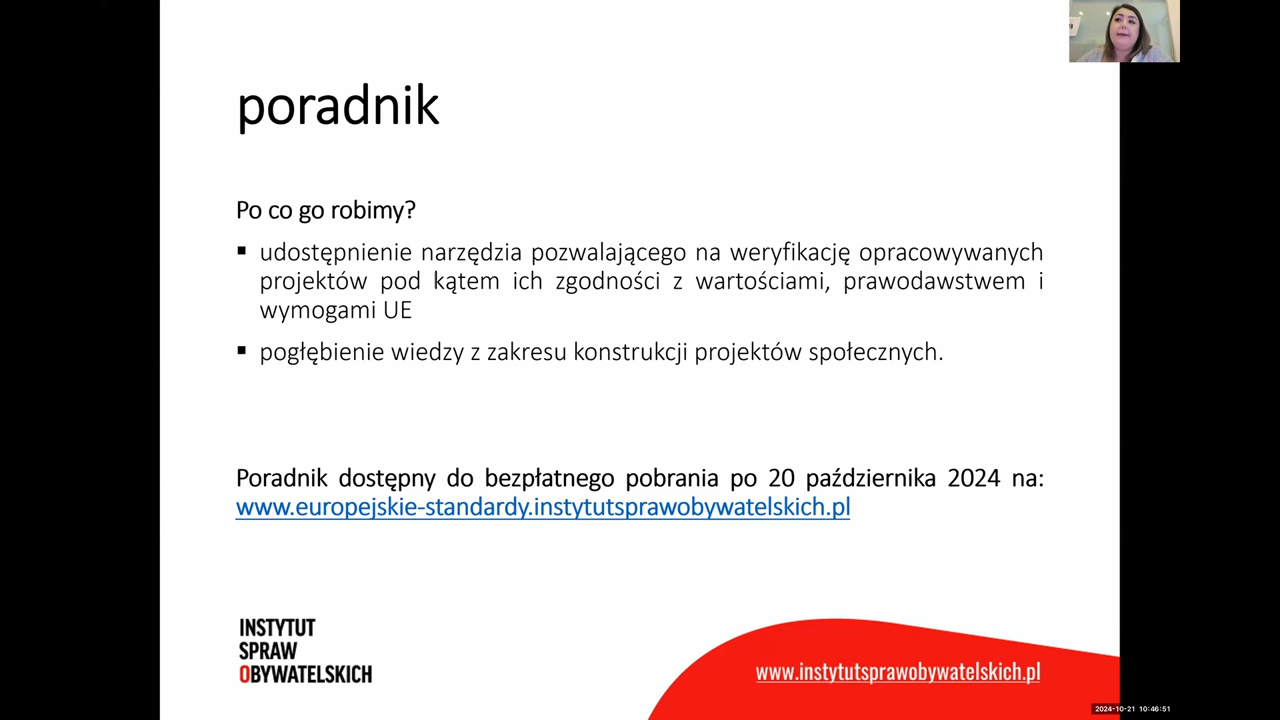 poradnik
Po co go robimy?
▪ udostępnienie narzędzia pozwalającego na weryfikację opracowywanych
projektów pod kątem ich zgodności z wartościami, prawodawstwem i
wymogami UE
▪ pogłębienie wiedzy z zakresu konstrukcji projektów społecznych.
Poradnik dostępny do bezpłatnego pobrania po 20 października 2024 na:
www.europejskie-standardy.instytutsprawobywatelskich.pl
INSTYTUT
SPRAW
OBYWATELSKICH
www.instytutsprawobywatelskich.pl
2024-10-21 10:46:51